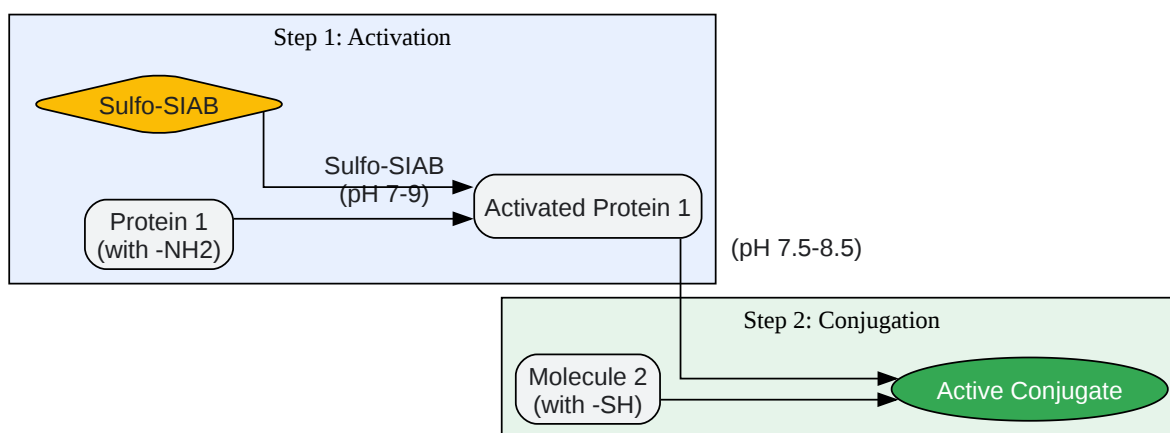 Step 1: Activation
Sulfo-SIAB
Sulfo-SIAB
(pH 7-9)
Protein 1
(with -NH2)
Activated Protein 1
(pH 7.5-8.5)
Step 2: Conjugation
Molecule 2
(with -SH)
Active Conjugate